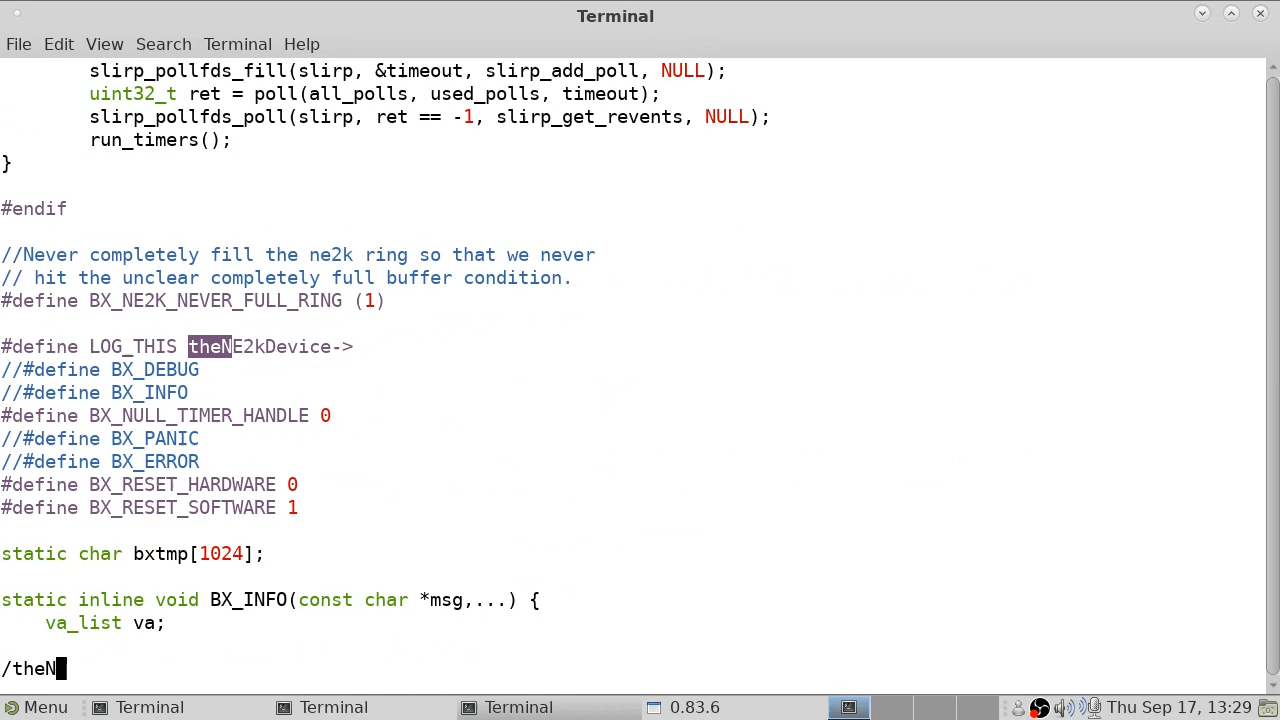 Terminal
File Edit View Search Terminal Help
slirp_pollfds_fill(slirp, &timeout, slirp_add_poll, NULL);
uint32_t ret = poll(all_polls, used_polls, timeout);
slirp_pollfds_poll(slirp, ret == -1, slirp_get_revents, NULL);
run_timers();
}
#endif
//Never completely fill the ne2k ring so that we never
// hit the unclear completely full buffer condition.
#define BX_NE2K_NEVER_FULL_RING (1)
#define LOG_THIS theNE2kDevice->
//#define BX_DEBUG
//#define BX_INFO
#define BX_NULL_TIMER_HANDLE 0
//#define BX_PANIC
//#define BX_ERROR
#define BX_RESET_HARDWARE 0
#define BX_RESET_SOFTWARE 1
static char bxtmp[1024];
static inline void BX_INFO(const char *msg,...) {
va_list va;
/theN
Menu Terminal Terminal Terminal 0.83.6 Thu Sep 17, 13:29